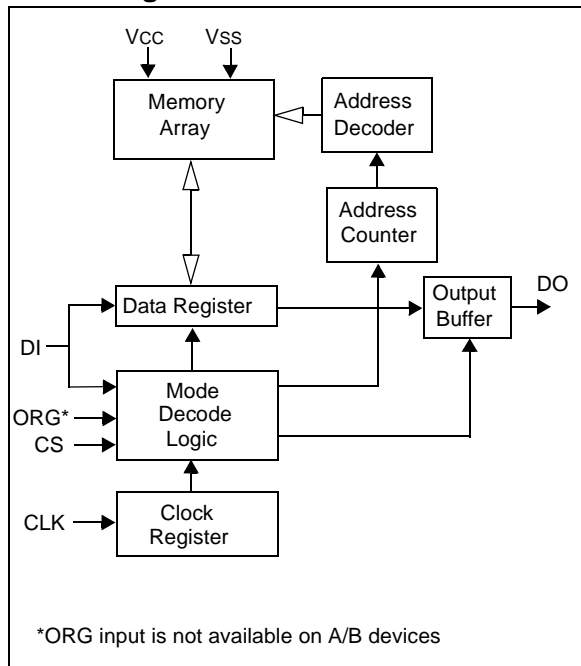 VCC
VSS
Memory
Array
Address
Decoder
Address
Counter
Data Register
Output
Buffer
DO
DI
Mode
Decode
Logic
ORG*
CS
CLK
Clock
Register
*ORG input is not available on A/B devices